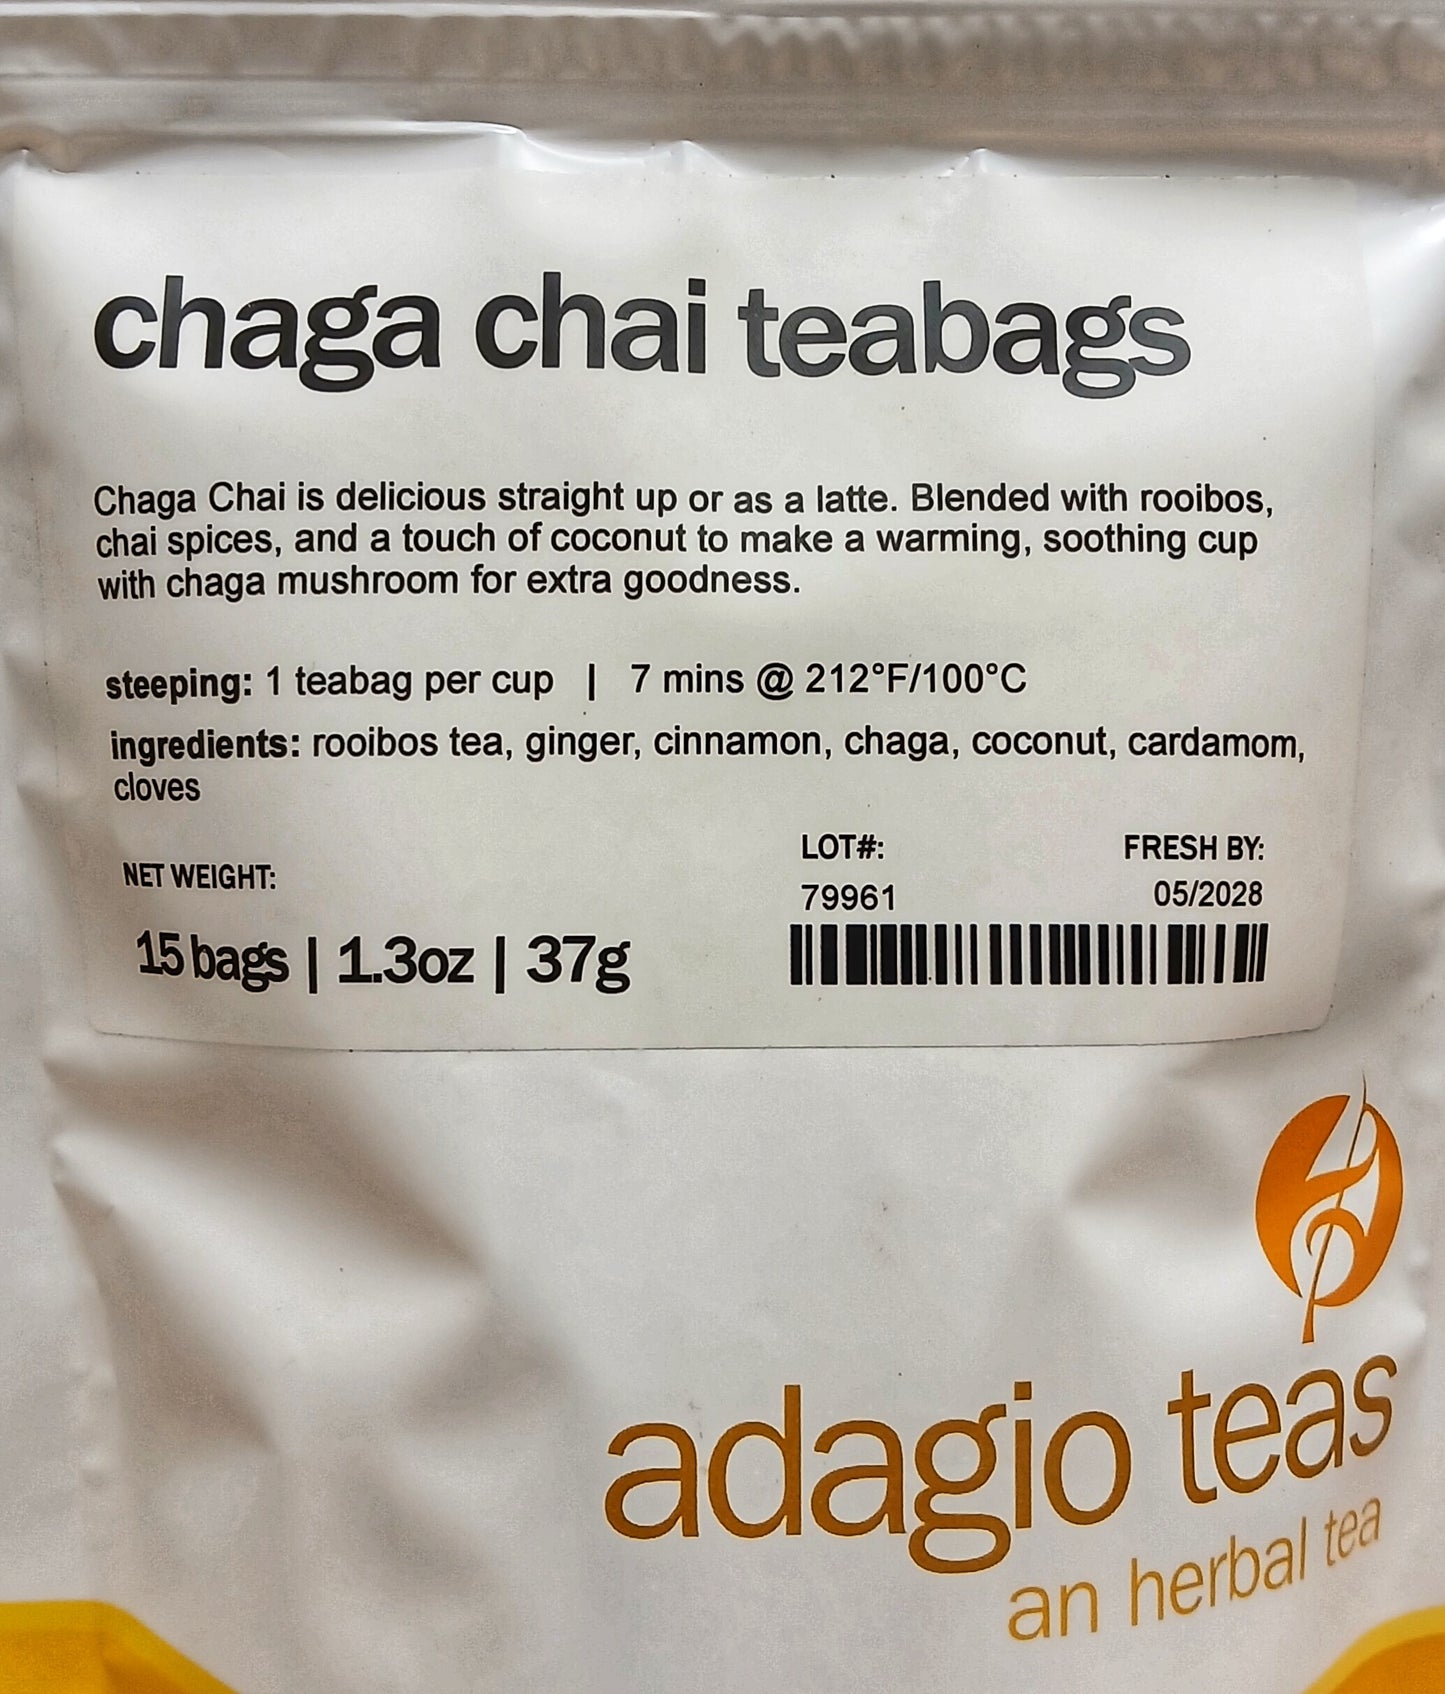 chaga chai teabags
Chaga Chai is delicious straight up or as a latte. Blended with rooibos,
chai spices, and a touch of coconut to make a warming, soothing cup
with chaga mushroom for extra goodness.
steeping: 1 teabag per cup | 7 mins @ 212°F/100°C
ingredients: rooibos tea, ginger, cinnamon, chaga, coconut, cardamom,
cloves
NET WEIGHT:
15 bags | 1.3oz | 37g
LOT#:
79961
FRESH BY:
05/2028
adagio teas
an herbal tea